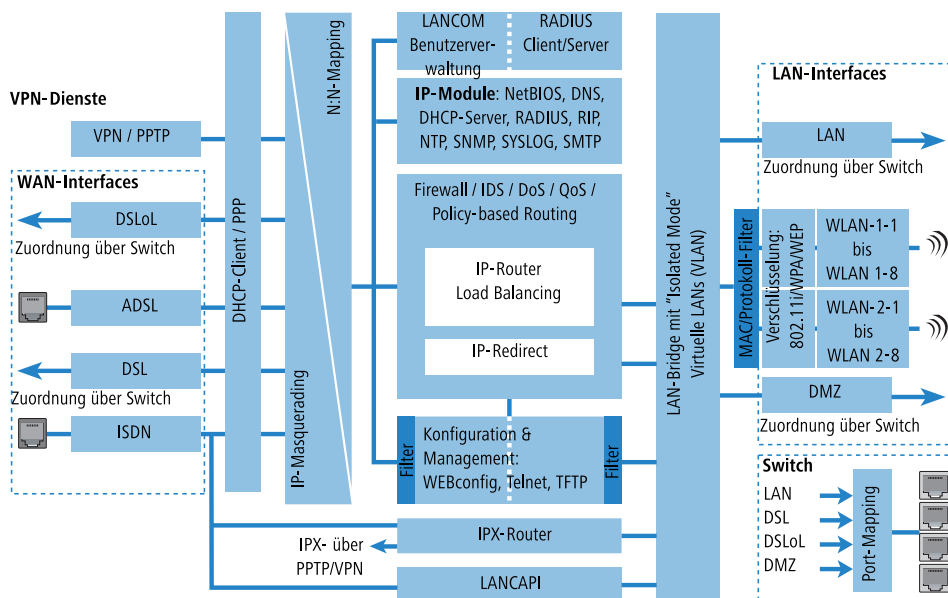 VPN-Dienste
VPN / PPTP
WAN-Interfaces
DSLoL
Zuordnung über Switch
ADSL
DSL
Zuordnung über Switch
ISDN
DHCP-Client / PPP
IP-Masquerading
N:N-Mapping
LANCOM
Benutzerver-
waltung
RADIUS
Client/Server
IP-Module: NetBIOS, DNS,
DHCP-Server, RADIUS, RIP,
NTP, SNMP, SYSLOG, SMTP
Firewall / IDS / DoS / QoS /
Policy-based Routing
IP-Router
Load Balancing
IP-Redirect
Filter
Konfiguration &
Management:
WEBconfig, Telnet, TFTP
Filter
IPX-Router
IPX- über
PPTP/VPN
LANCAPI
LAN-Bridge mit "Isolated Mode"
Virtuelle LANs (VLAN)
LAN-Interfaces
LAN
Zuordnung über Switch
MAC/Protokoll-Filter
Verschlüsselung:
802.11i/WPA/WEP
WLAN-1-1
bis
WLAN 1-8
WLAN-2-1
bis
WLAN 2-8
DMZ
Zuordnung über Switch
Switch
LAN
DSL
DSLoL
DMZ
Port-Mapping